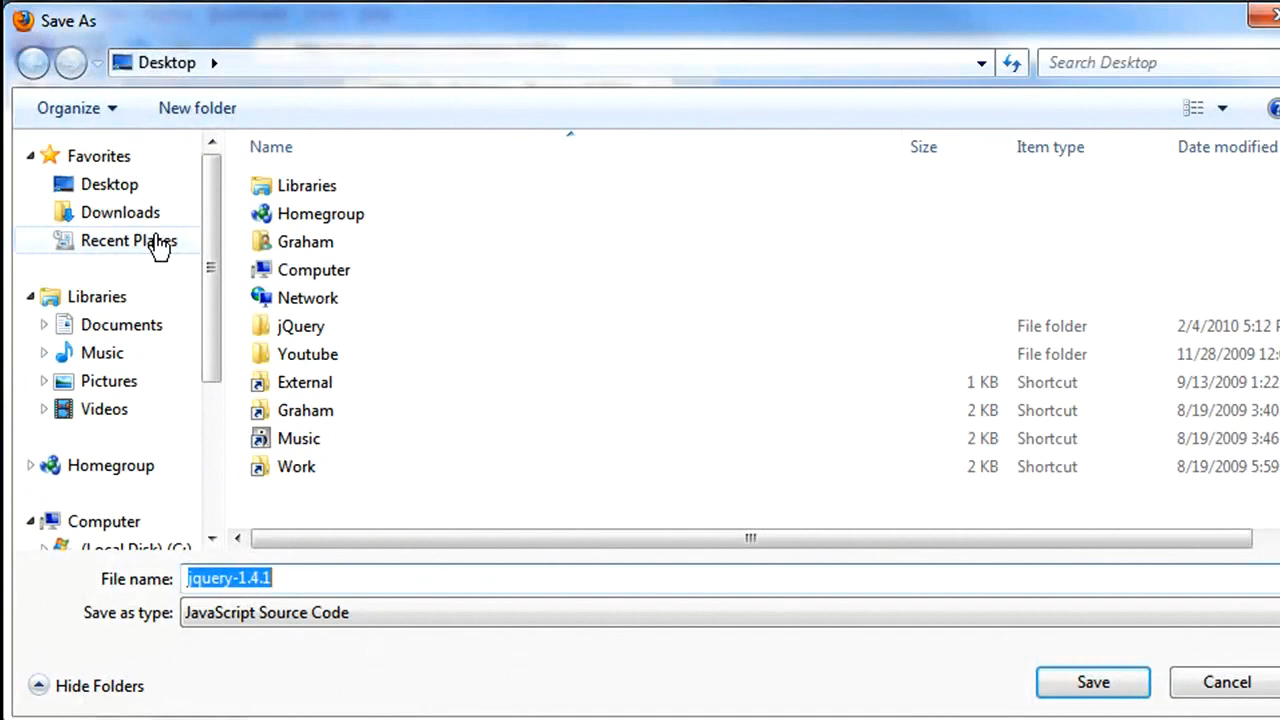 Save As
Desktop
Search Desktop
Organize
New folder
Name
Size
Item type
Date modified
Favorites
Desktop
Downloads
Recent Places
Libraries
Documents
Music
Pictures
Videos
Homegroup
Computer
(Local Disk) (C:)
Libraries
Homegroup
Graham
Computer
Network
jQuery File folder 2/4/2010 5:12 P
Youtube File folder 11/28/2009 12:
External 1 KB Shortcut 9/13/2009 1:22
Graham 2 KB Shortcut 8/19/2009 3:40
Music 2 KB Shortcut 8/19/2009 3:46
Work 2 KB Shortcut 8/19/2009 5:59
File name: jquery-1.4.1
Save as type: JavaScript Source Code
Hide Folders
Save
Cancel